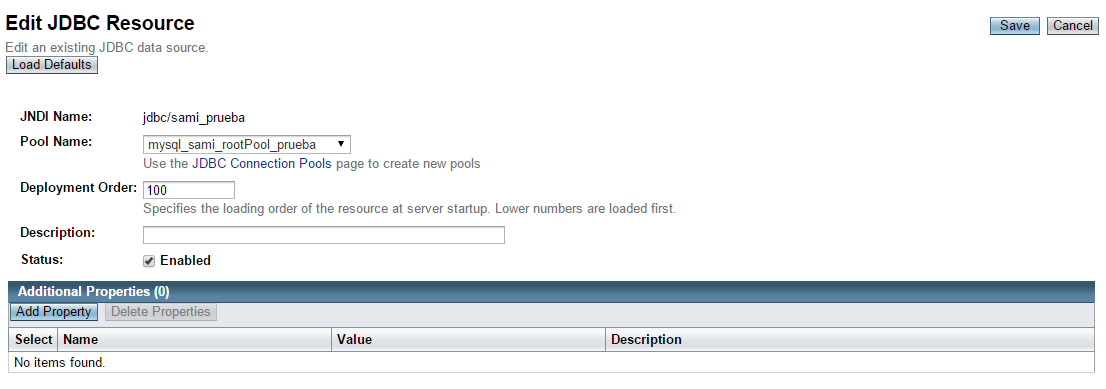 Edit JDBC Resource
Save Cancel
Edit an existing JDBC data source.
Load Defaults
JNDI Name: jdbc/sami_prueba
Pool Name: mysql_sami_rootPool_prueba
Use the JDBC Connection Pools page to create new pools
Deployment Order: 100
Specifies the loading order of the resource at server startup. Lower numbers are loaded first.
Description:
Status: Enabled
Additional Properties (0)
Add Property Delete Properties
Select Name Value Description
No items found.